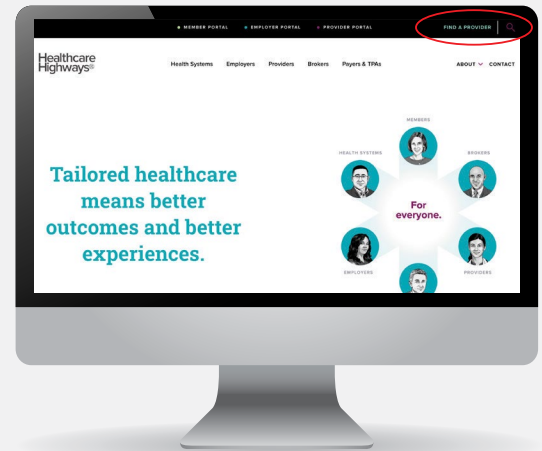 MEMBER PORTAL EMPLOYER PORTAL PROVIDER PORTAL FIND A PROVIDER
Healthcare
Highways®
Health Systems Employers Providers Brokers Payers & TPAs ABOUT CONTACT
MEMBERS
HEALTH SYSTEMS BROKERS
Tailored healthcare
means better
outcomes and better
experiences.
For
everyone.
EMPLOYERS PROVIDERS